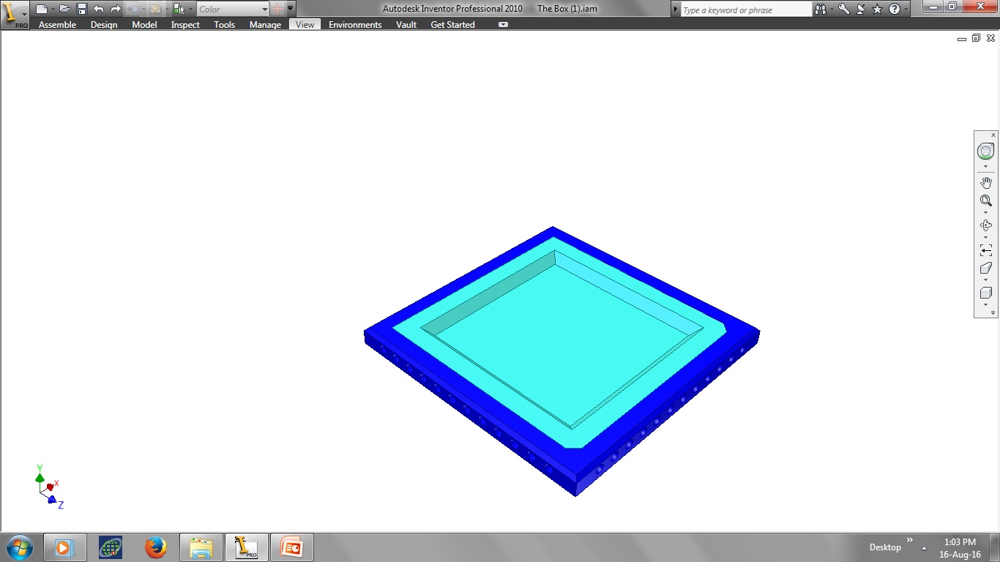 Color
Autodesk Inventor Professional 2010 The Box (1).iam
Type a keyword or phrase
PRO
Assemble Design Model Inspect Tools Manage View Environments Vault Get Started
Y
X
Z
PRO
Desktop
1:03 PM
16-Aug-16